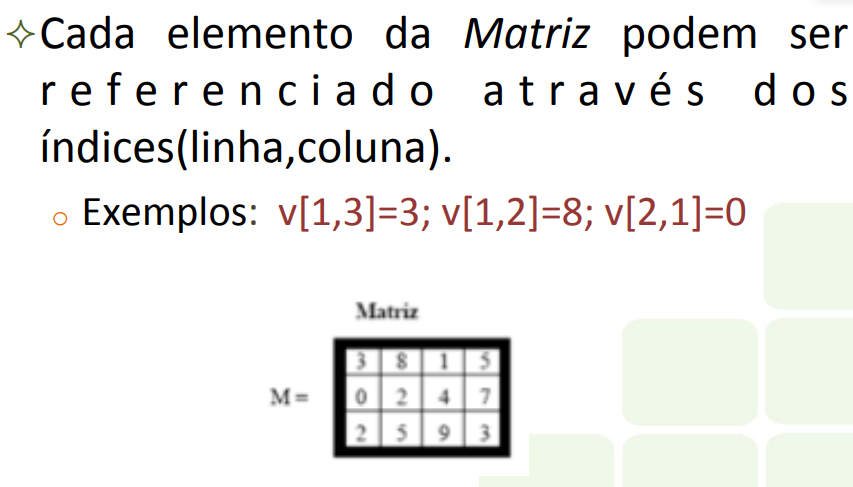 Cada elemento da Matriz podem ser
referenciado através dos
índices(linha,coluna).
Exemplos: v[1,3]=3; v[1,2]=8; v[2,1]=0
Matriz
3 8 1 5
M = 0 2 4 7
2 5 9 3